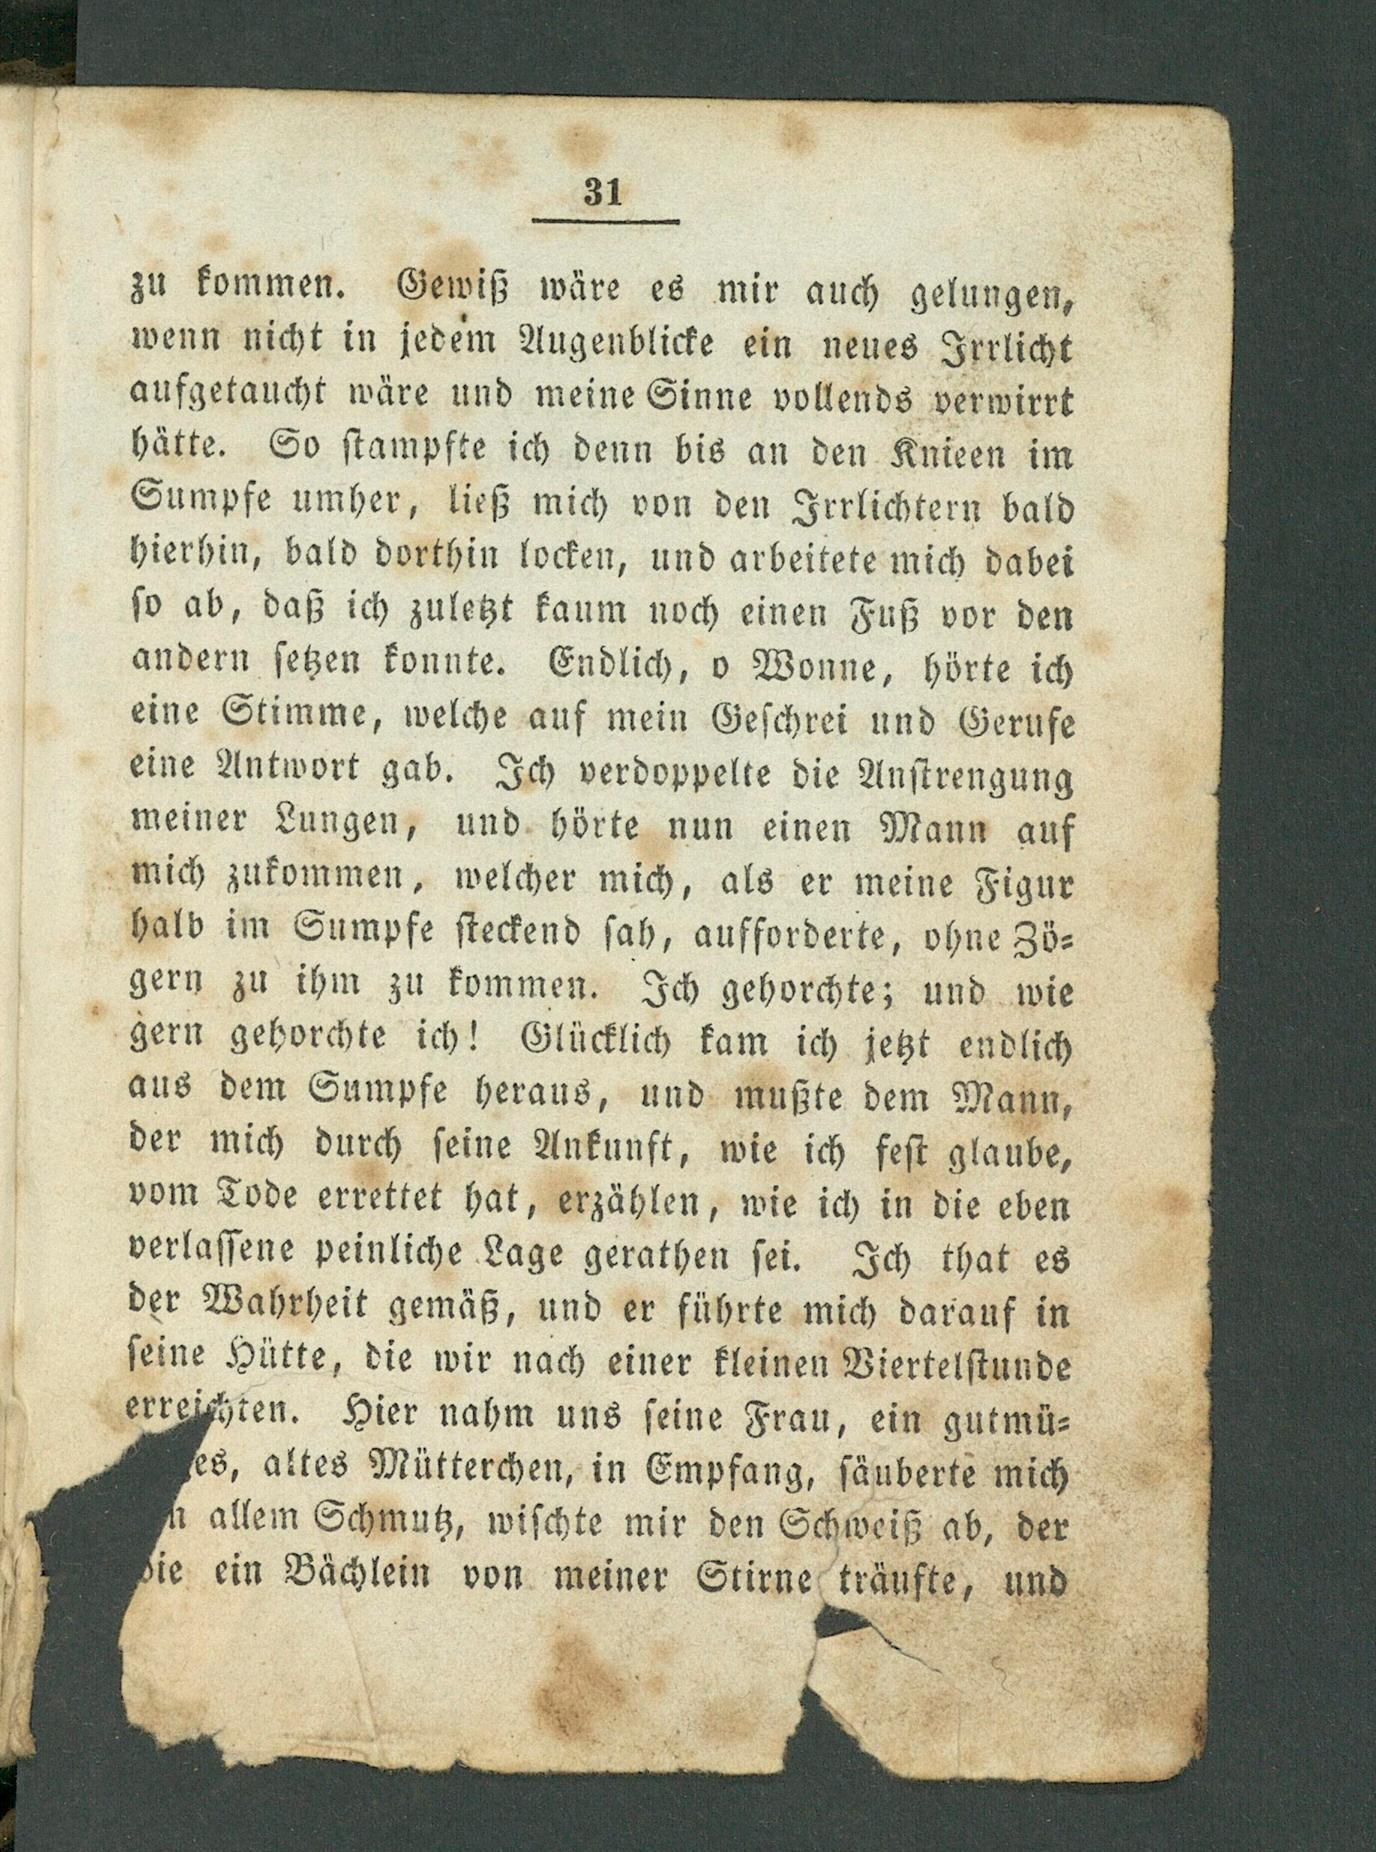 31
zu kommen. Gewiß wäre es mir auch gelungen,
wenn nicht in jedem Augenblicke ein neues Irrlicht
aufgetaucht wäre und meine Sinne vollends verwirrt
hätte. So stampfte ich denn bis an den Knieen im
Sumpfe umher, ließ mich von den Irrlichtern bald
hierhin, bald dorthin locken, und arbeitete mich dabei
so ab, daß ich zuletzt kaum noch einen Fuß vor den
andern setzen konnte. Endlich, o Wonne, hörte ich
eine Stimme, welche auf mein Geschrei und Gerufe
eine Antwort gab. Ich verdoppelte die Anstrengung
meiner Lungen, und hörte nun einen Mann auf
mich zukommen, welcher mich, als er meine Figur
halb im Sumpfe steckend sah, aufforderte, ohne Zö-
gern zu ihm zu kommen. Ich gehorchte; und wie
gern gehorchte ich! Glücklich kam ich jetzt endlich
aus dem Sumpfe heraus, und mußte dem Mann,
der mich durch seine Ankunft, wie ich fest glaube,
vom Tode errettet hat, erzählen, wie ich in die eben
verlassene peinliche Lage gerathen sei. Ich that es
der Wahrheit gemäß, und er führte mich darauf in
seine Hütte, die wir nach einer kleinen Viertelstunde
erreichten. Hier nahm uns seine Frau, ein gutmü-
altes Mütterchen, in Empfang, säuberte mich
allem Schmutz, wischte mir den Schweiß ab, der
wie ein Bächlein von meiner Stirne träufte, und